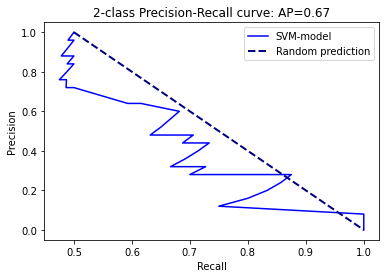 2-class Precision-Recall curve: AP=0.67
SVM-model
Random prediction
1.0
0.8
0.6
0.4
0.2
0.0
Precision
0.5 0.6 0.7 0.8 0.9 1.0
Recall